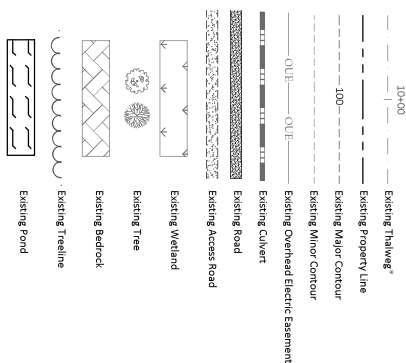 10+00
Existing Thalweg*
Existing Property Line
100
Existing Major Contour
Existing Minor Contour
OUE OUE
Existing Overhead Electric Easement
Existing Culvert
Existing Road
Existing Access Road
Existing Wetland
Existing Tree
Existing Bedrock
Existing Treeline
Existing Pond